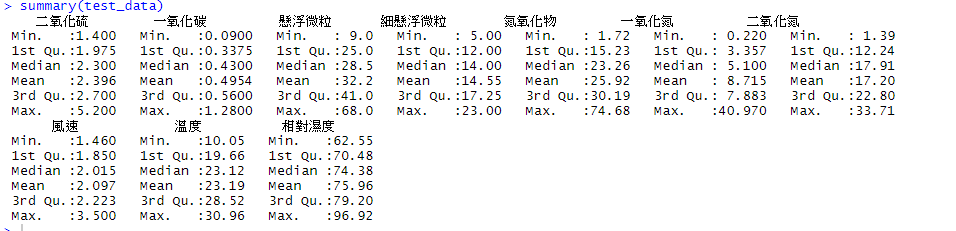 > summary(test_data)
二氧化硫 一氧化碳 懸浮微粒 細懸浮微粒 氮氧化物 一氧化氮 二氧化氮
Min. :1.400 Min. :0.0900 Min. : 9.0 Min. : 5.00 Min. : 1.72 Min. : 0.220 Min. : 1.39
1st Qu.:1.975 1st Qu.:0.3375 1st Qu.:25.0 1st Qu.:12.00 1st Qu.:15.23 1st Qu.: 3.357 1st Qu.:12.24
Median :2.300 Median :0.4300 Median :28.5 Median :14.00 Median :23.26 Median : 5.100 Median :17.91
Mean :2.396 Mean :0.4954 Mean :32.2 Mean :14.55 Mean :25.92 Mean : 8.715 Mean :17.20
3rd Qu.:2.700 3rd Qu.:0.5600 3rd Qu.:41.0 3rd Qu.:17.25 3rd Qu.:30.19 3rd Qu.: 7.883 3rd Qu.:22.80
Max. :5.200 Max. :1.2800 Max. :68.0 Max. :23.00 Max. :74.68 Max. :40.970 Max. :33.71
風速 溫度 相對濕度
Min. :1.460 Min. :10.05 Min. :62.55
1st Qu.:1.850 1st Qu.:19.66 1st Qu.:70.48
Median :2.015 Median :23.12 Median :74.38
Mean :2.097 Mean :23.19 Mean :75.96
3rd Qu.:2.223 3rd Qu.:28.52 3rd Qu.:79.20
Max. :3.500 Max. :30.96 Max. :96.92
>